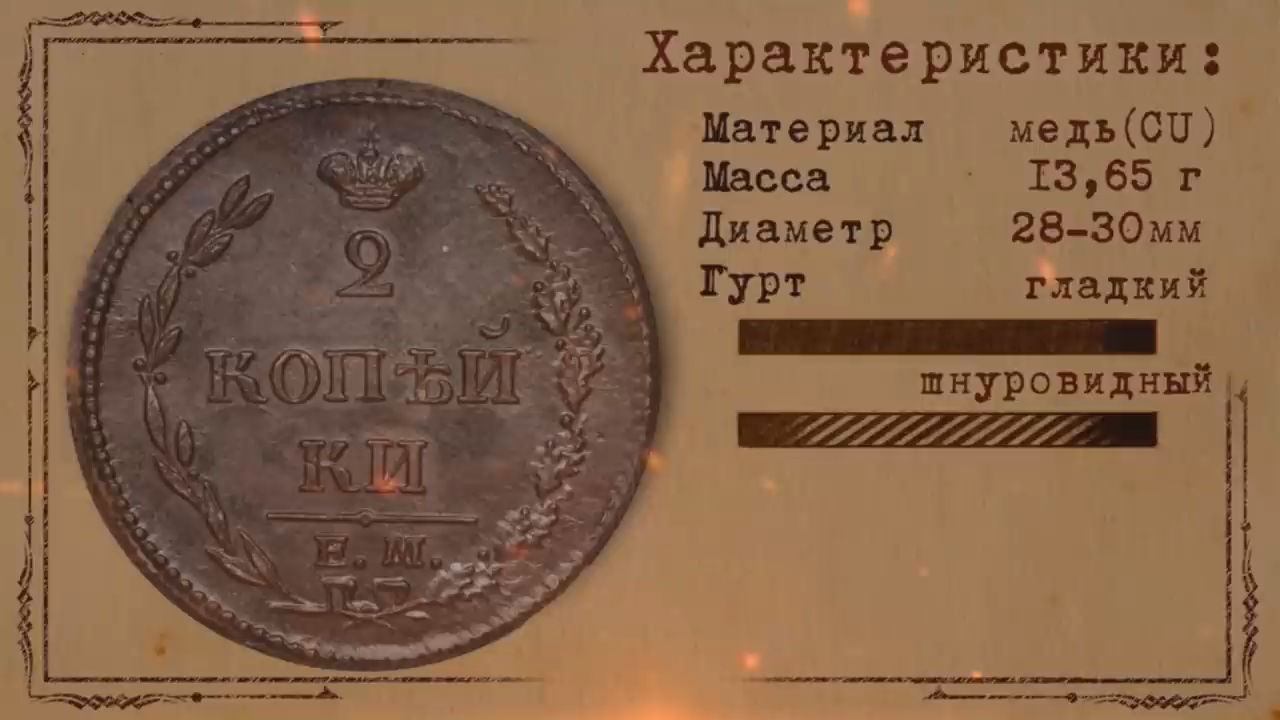 Характеристики:
Материал медь(CU)
Масса 13,65 г
Диаметр 28-30мм
Гурт гладкий
шнуровидный
2
КОПѢЙ
КИ
Е. М.